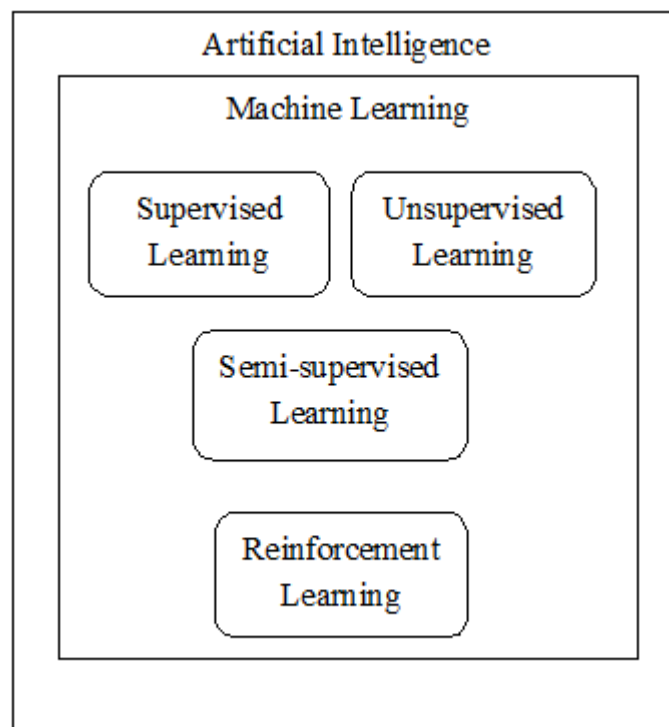 Artificial Intelligence
Machine Learning
Supervised
Learning
Unsupervised
Learning
Semi-supervised
Learning
Reinforcement
Learning